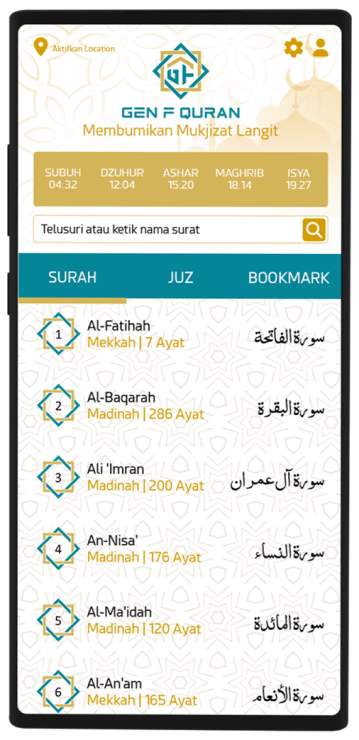 Aktifkan Location
GEN F QURAN
Membumikan Mukjizat Langit
SUBUH DZUHUR ASHAR MAGHRIB ISYA
04:32 12:04 15:20 18:14 19:27
Telusuri atau ketik nama surat
SURAH JUZ BOOKMARK
1 Al-Fatihah سورة الفاتحة
Mekkah | 7 Ayat
2 Al-Baqarah سورة البقرة
Madinah | 286 Ayat
3 Ali 'Imran سورة آل عمران
Madinah | 200 Ayat
4 An-Nisa' سورة النساء
Madinah | 176 Ayat
5 Al-Ma'idah سورة المائدة
Madinah | 120 Ayat
6 Al-An'am سورة الأنعام
Mekkah | 165 Ayat